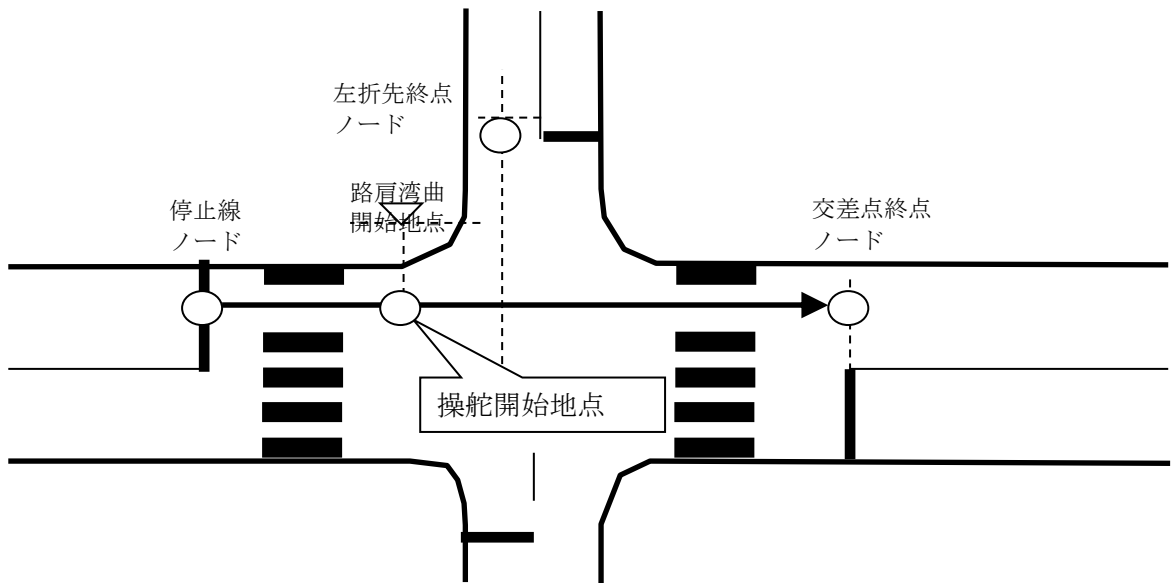 左折先終点
ノード
路肩湾曲
開始地点
停止線
ノード
交差点終点
ノード
操舵開始地点